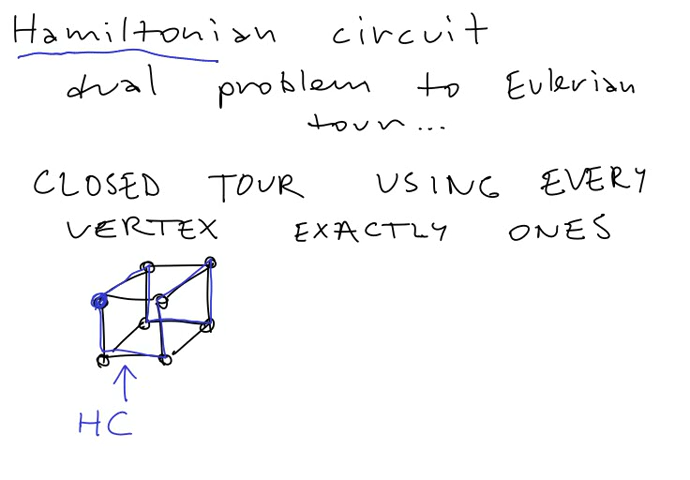 Hamiltonian circuit
dual problem to Eulerian
tour...
CLOSED TOUR USING EVERY
VERTEX EXACTLY ONES
HC